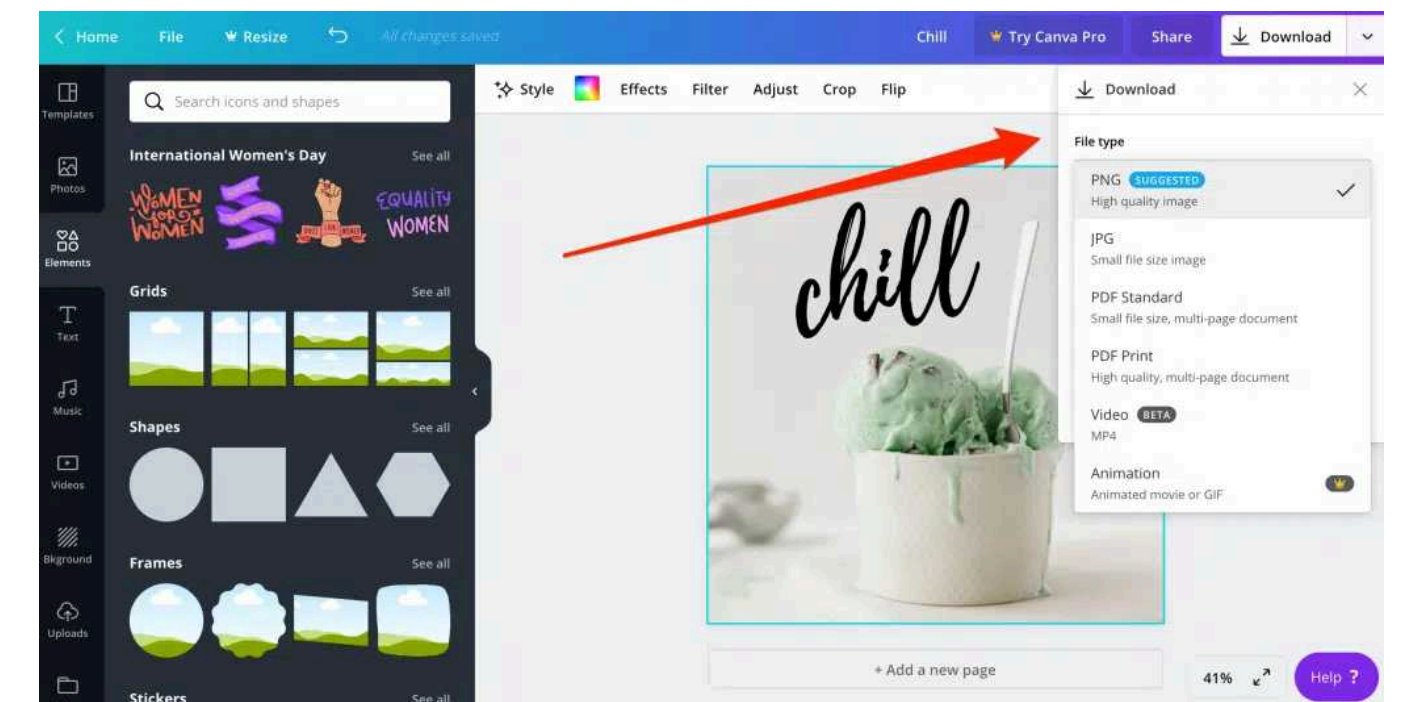 Home File Resize All changes saved Chill Try Canva Pro Share Download
Templates
Photos
Elements
Text
Music
Videos
Bkground
Uploads
Search icons and shapes
International Women's Day See all
WOMEN
FOR
WOMEN
EQUALITY
WOMEN
Grids See all
Shapes See all
Frames See all
Stickers See all
Style Effects Filter Adjust Crop Flip
chill
+ Add a new page
Download
File type
PNG SUGGESTED
High quality image
JPG
Small file size image
PDF Standard
Small file size, multi-page document
PDF Print
High quality, multi-page document
Video BETA
MP4
Animation
Animated movie or GIF
41% Help ?